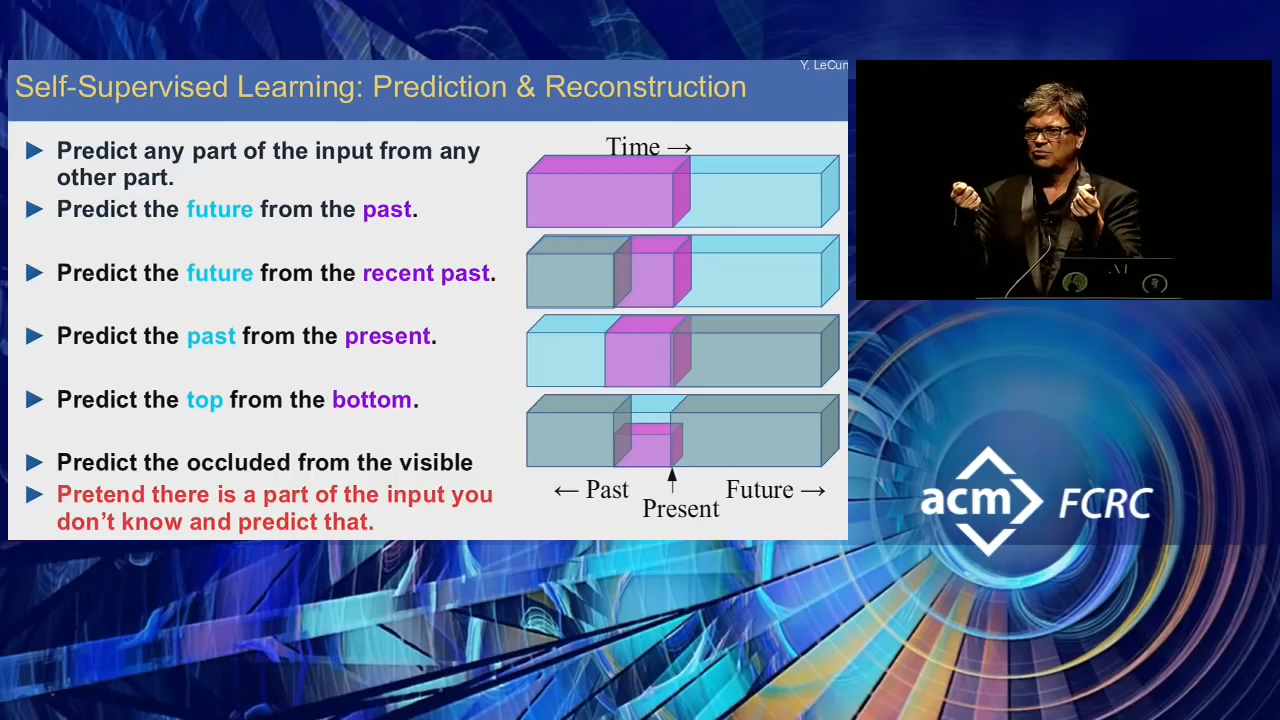 Y. LeCun
Self-Supervised Learning: Prediction & Reconstruction
► Predict any part of the input from any
other part.
► Predict the future from the past.
► Predict the future from the recent past.
► Predict the past from the present.
► Predict the top from the bottom.
► Predict the occluded from the visible
► Pretend there is a part of the input you
don't know and predict that.
Time →
← Past
Present
Future →
acm FCRC